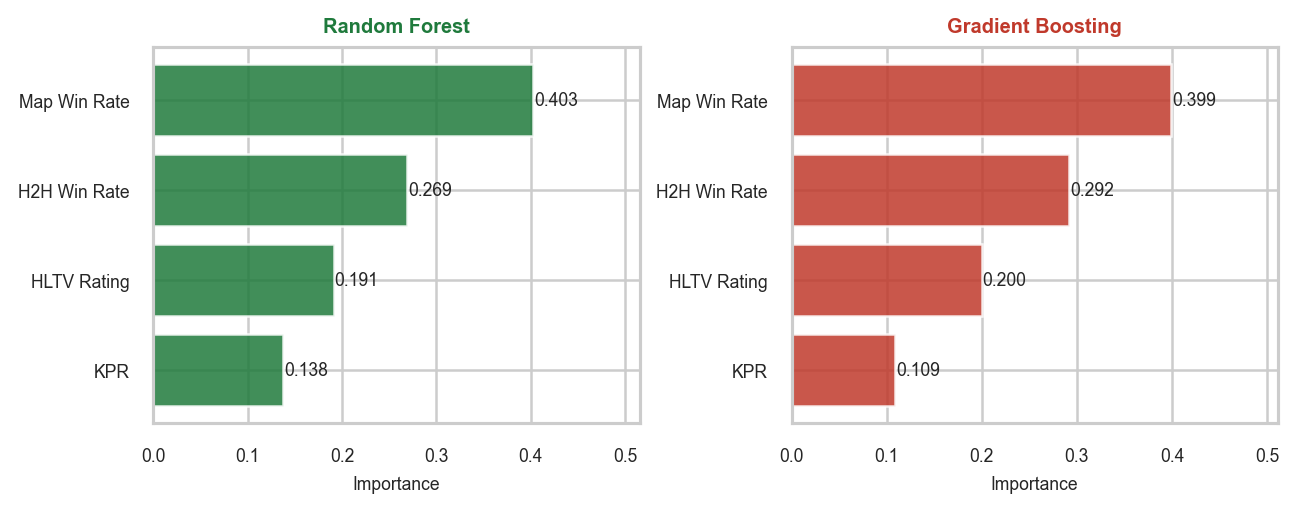 Random Forest
Map Win Rate
0.403
H2H Win Rate
0.269
HLTV Rating
0.191
KPR
0.138
0.0 0.1 0.2 0.3 0.4 0.5
Importance
Gradient Boosting
Map Win Rate
0.399
H2H Win Rate
0.292
HLTV Rating
0.200
KPR
0.109
0.0 0.1 0.2 0.3 0.4 0.5
Importance